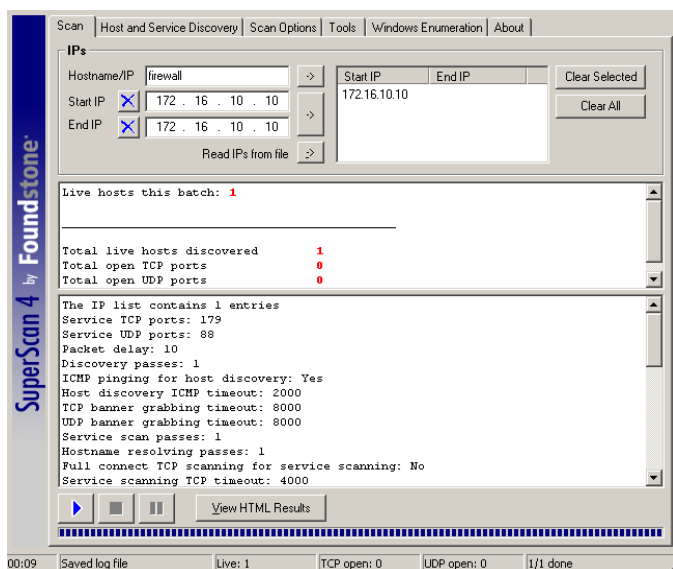 Scan Host and Service Discovery Scan Options Tools Windows Enumeration About
IPs
Hostname/IP firewall ->
Start IP 172 . 16 . 10 . 10
End IP 172 . 16 . 10 . 10
->
Read IPs from file ->
Start IP End IP
172.16.10.10
Clear Selected
Clear All
SuperScan 4 by Foundstone
Live hosts this batch: 1
Total live hosts discovered 1
Total open TCP ports 0
Total open UDP ports 0
The IP list contains 1 entries
Service TCP ports: 179
Service UDP ports: 88
Packet delay: 10
Discovery passes: 1
ICMP pinging for host discovery: Yes
Host discovery ICMP timeout: 2000
TCP banner grabbing timeout: 8000
UDP banner grabbing timeout: 8000
Service scan passes: 1
Hostname resolving passes: 1
Full connect TCP scanning for service scanning: No
Service scanning TCP timeout: 4000
View HTML Results
00:09 Saved log file Live: 1 TCP open: 0 UDP open: 0 1/1 done